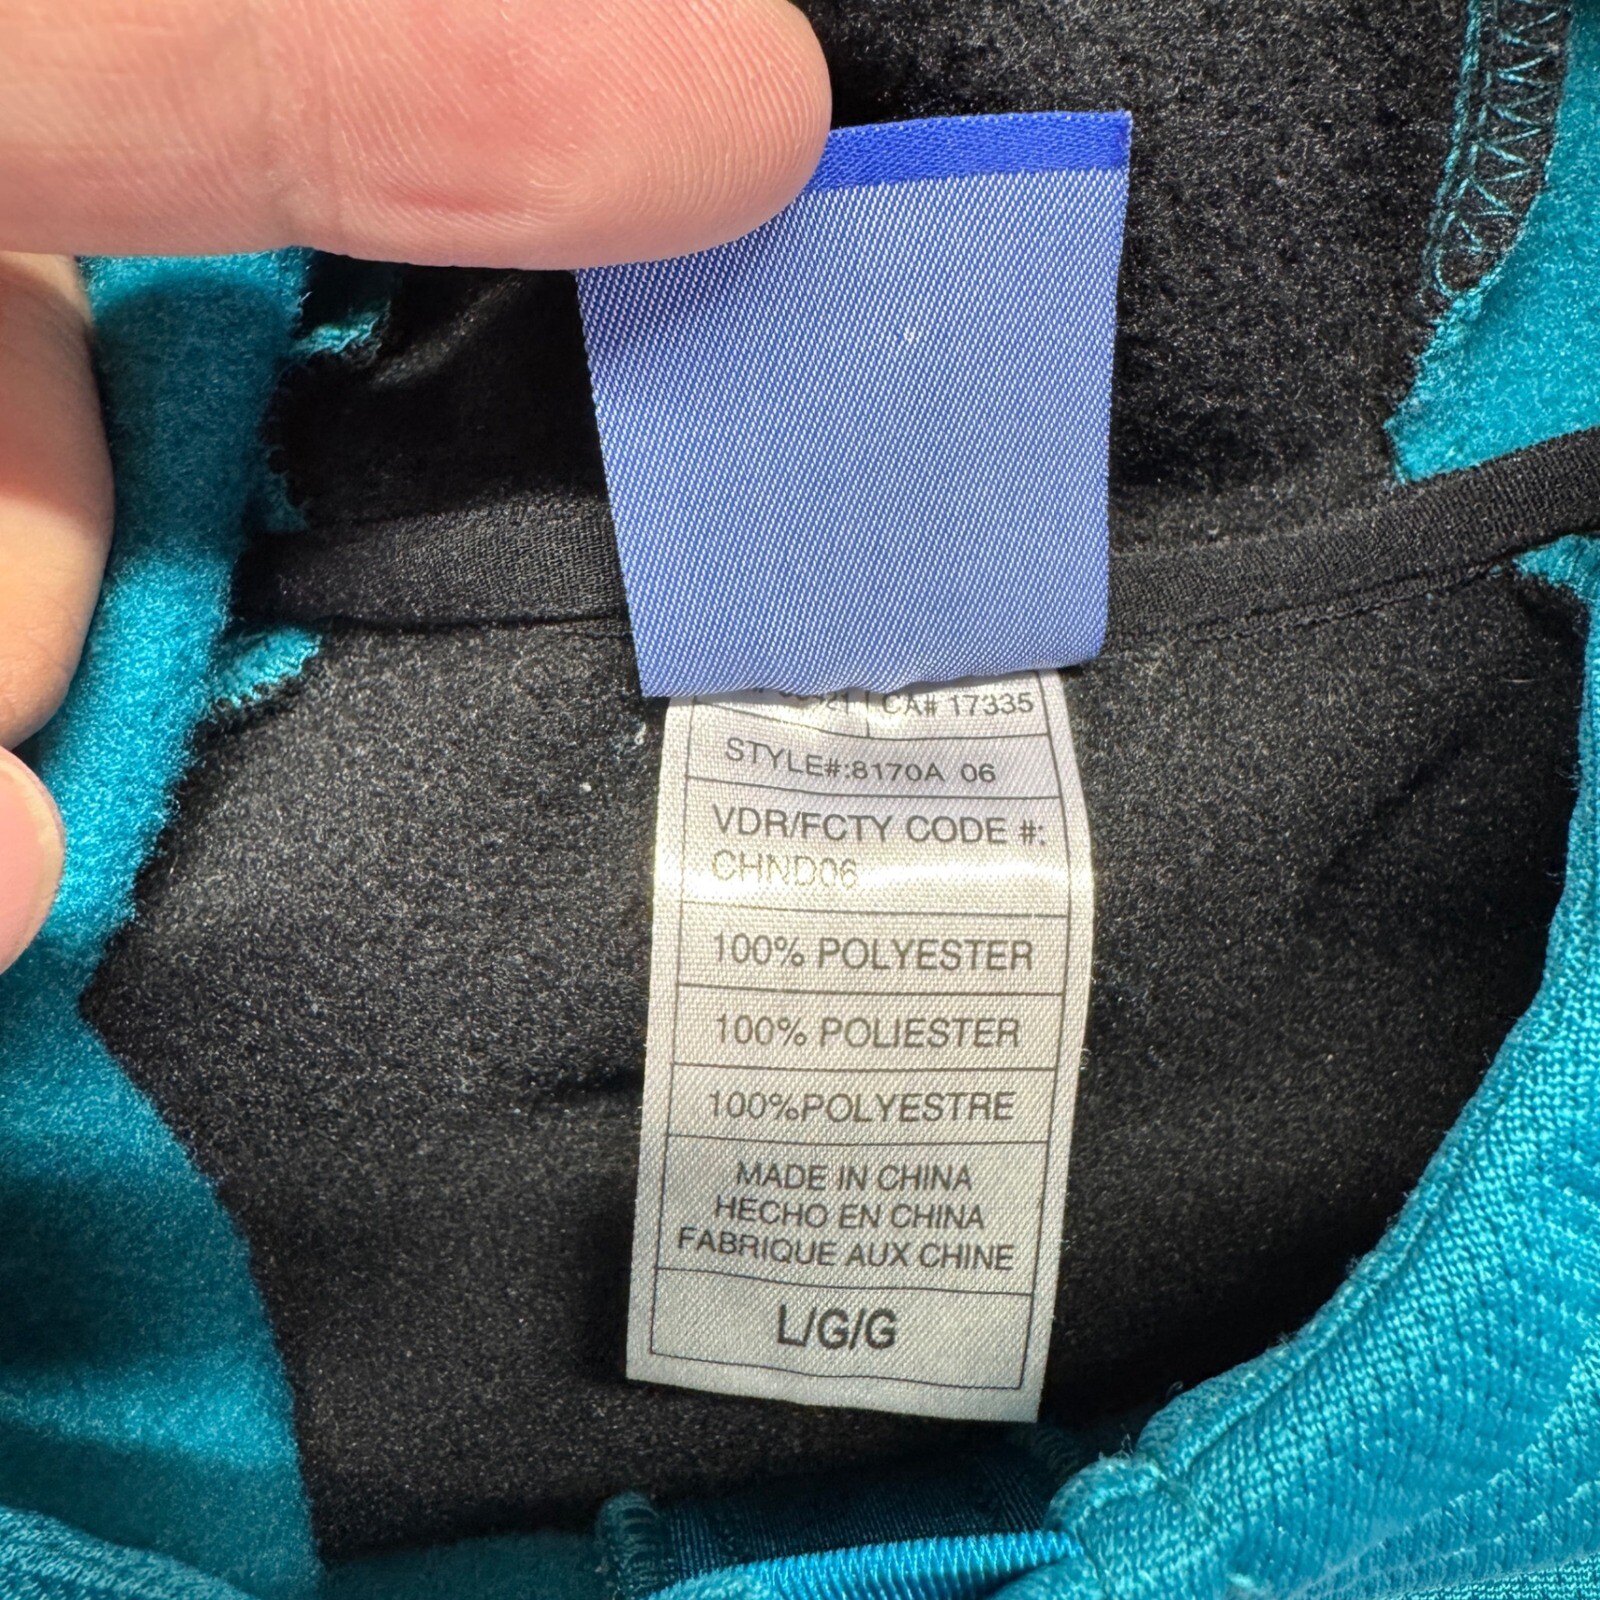 CA# 17335
STYLE#:8170A 06
VDR/FCTY CODE #:
CHND06
100% POLYESTER
100% POLIESTER
100%POLYESTRE
MADE IN CHINA
HECHO EN CHINA
FABRIQUE AUX CHINE
L/G/G